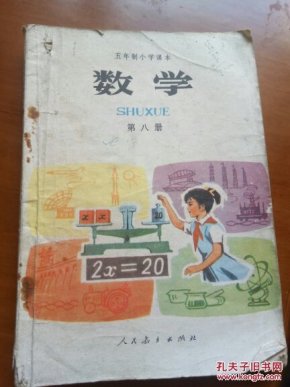 五年制小学课本
数学
SHUXUE
第八册
x x 20
2x=20
人民教育出版社
孔夫子旧书网